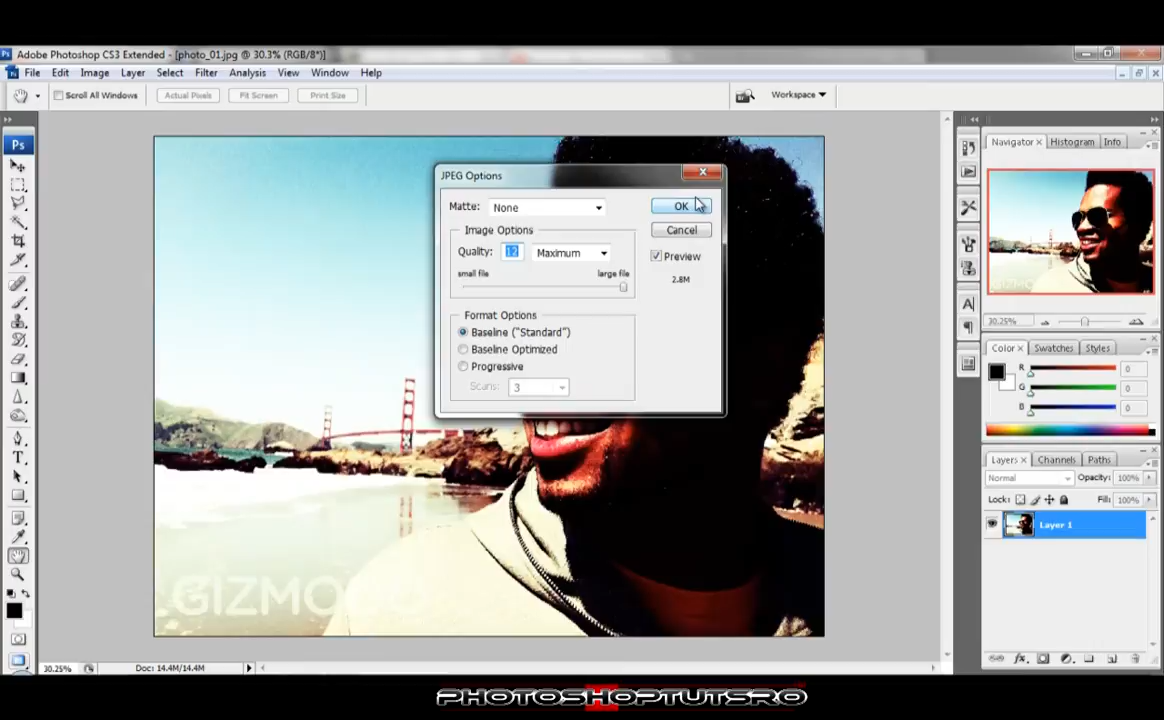 Adobe Photoshop CS3 Extended - [photo_01.jpg @ 30.3% (RGB/8*)]
File Edit Image Layer Select Filter Analysis View Window Help
Scroll All Windows Actual Pixels Fit Screen Print Size Workspace
Ps
Navigator Histogram Info
JPEG Options
Matte: None OK
Image Options Cancel
Quality: 12 Maximum Preview
small file large file 2.8M
Format Options
Baseline ("Standard")
Baseline Optimized
Progressive
Scans: 3
30.25%
Color Swatches Styles
R 0
G 0
B 0
Layers Channels Paths
Normal Opacity: 100%
Lock: Fill: 100%
Layer 1
GIZMODO
30.25% Doc: 14.4M/14.4M
PHOTOSHOPTUTSRO